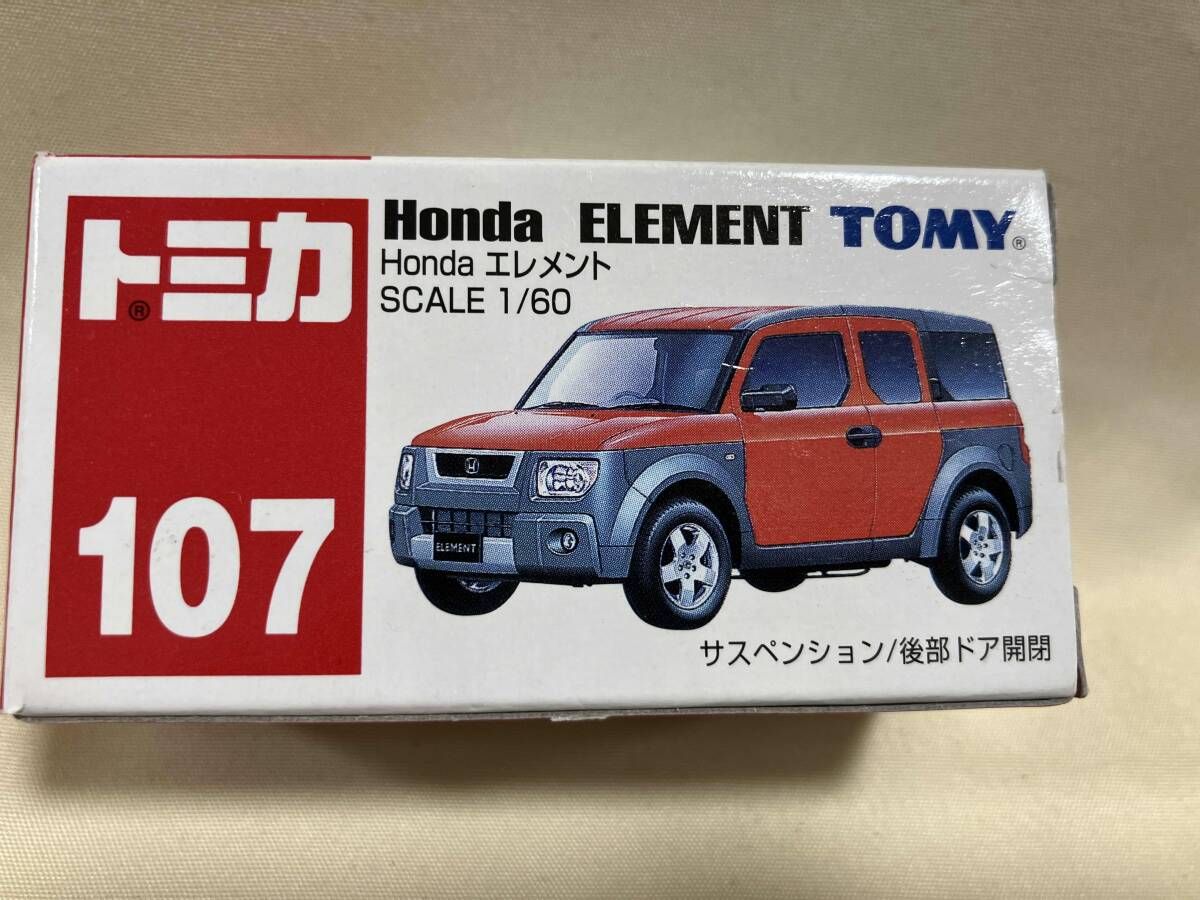 トミカ®
107
Honda ELEMENT TOMY®
Honda エレメント
SCALE 1/60
ELEMENT
サスペンション/後部ドア開閉